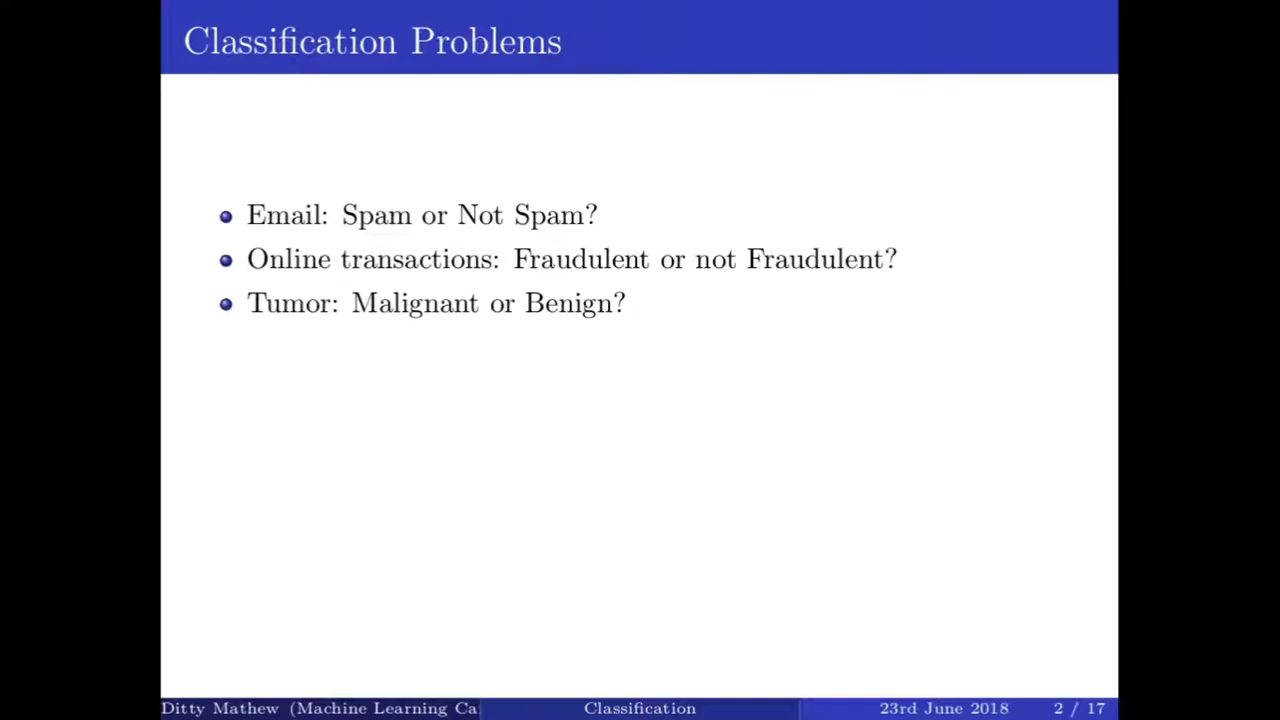 Classification Problems
Email: Spam or Not Spam?
Online transactions: Fraudulent or not Fraudulent?
Tumor: Malignant or Benign?
Ditty Mathew (Machine Learning Classification 23rd June 2018 2 / 17